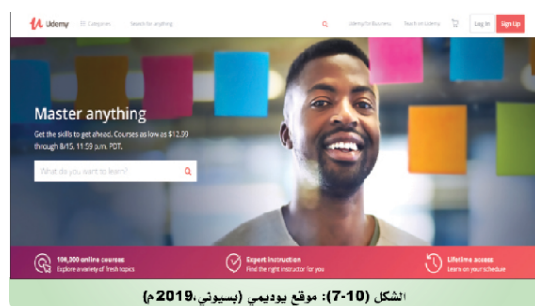 Udemy Categories Search for anything Udemy for Business Teach on Udemy Log In Sign Up
Master anything
Get the skills to get ahead. Courses as low as $12.99
through 8/15, 11:59 p.m. PDT.
What do you want to learn?
100,000 online courses
Explore a variety of fresh topics
Expert instruction
Find the right instructor for you
Lifetime access
Learn on your schedule
الشكل (10-7): موقع يوديمي (بسيوني،2019م)